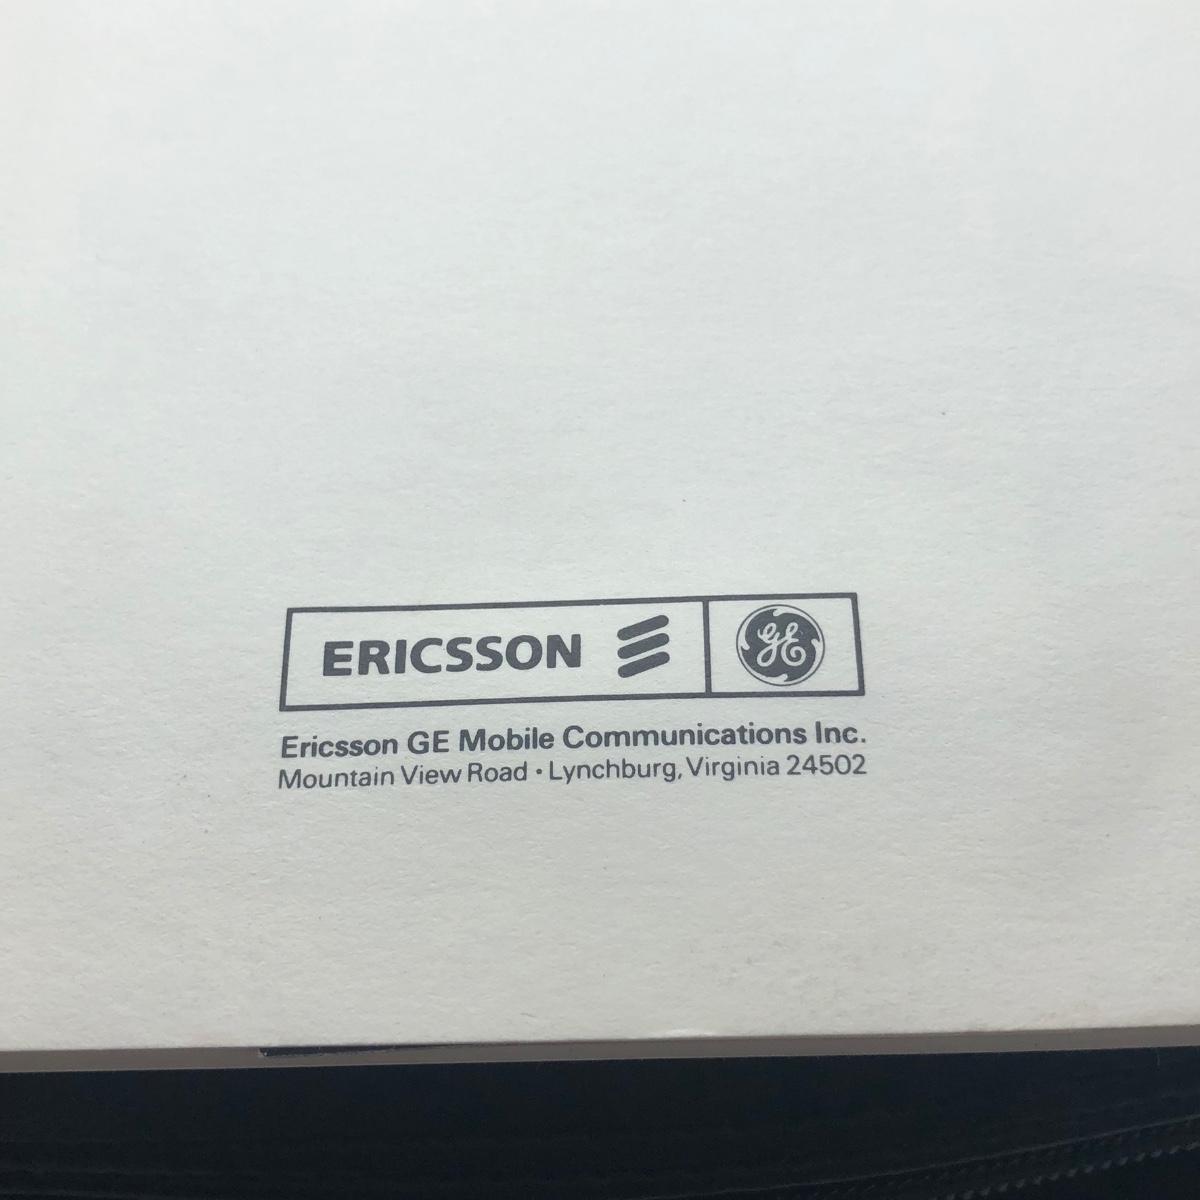 ERICSSON GE
Ericsson GE Mobile Communications Inc.
Mountain View Road • Lynchburg, Virginia 24502